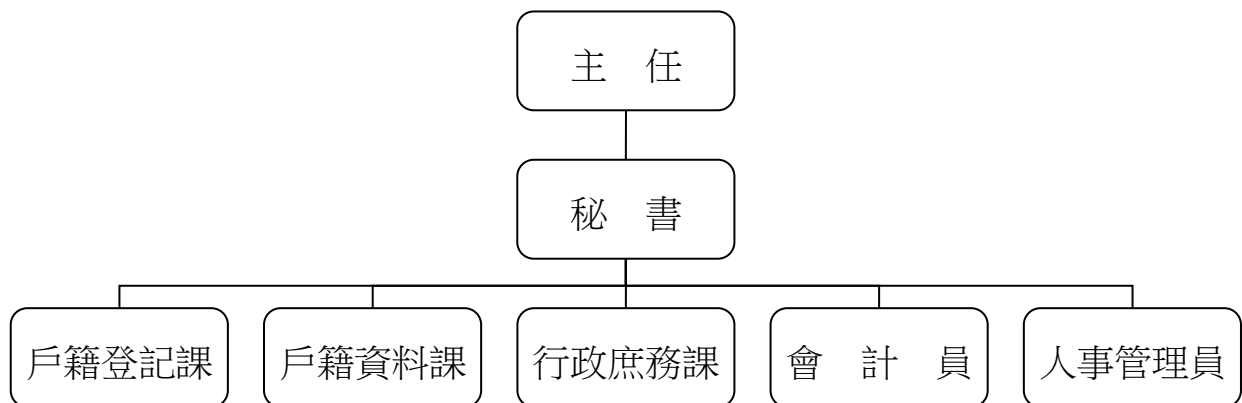 主　任
秘　書
戶籍登記課
戶籍資料課
行政庶務課
會　計　員
人事管理員